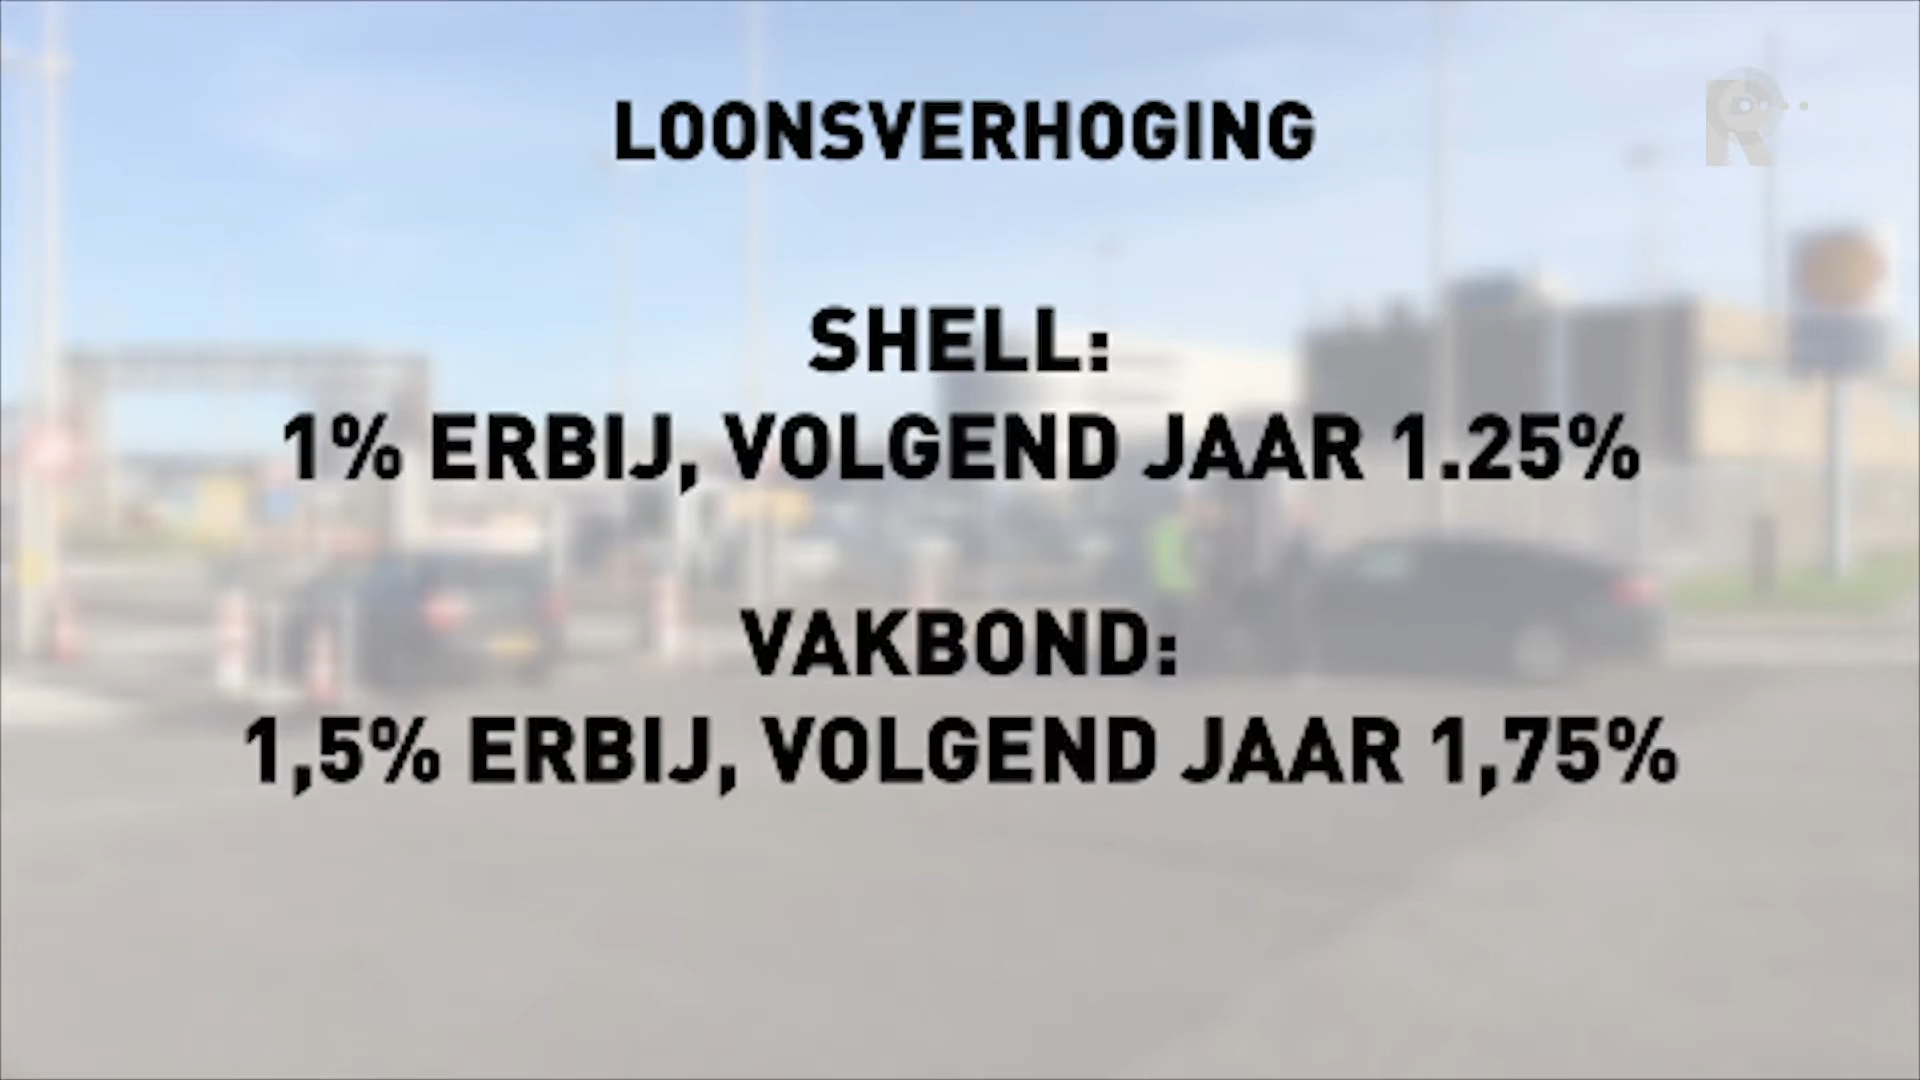 LOONSVERHOGING
SHELL:
1% ERBIJ, VOLGEND JAAR 1.25%
VAKBOND:
1,5% ERBIJ, VOLGEND JAAR 1,75%